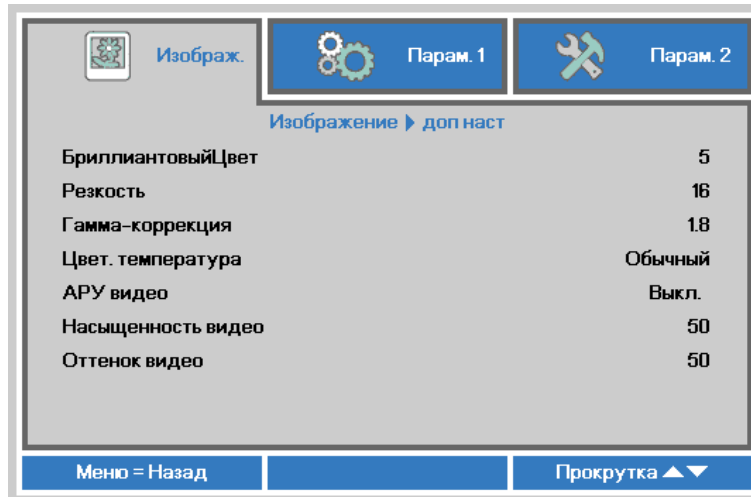 Изображ.
Парам. 1
Парам. 2
Изображение доп наст
БриллиантовыйЦвет 5
Резкость 16
Гамма-коррекция 1.8
Цвет. температура Обычный
АРУ видео Выкл.
Насыщенность видео 50
Оттенок видео 50
Меню = Назад
Прокрутка